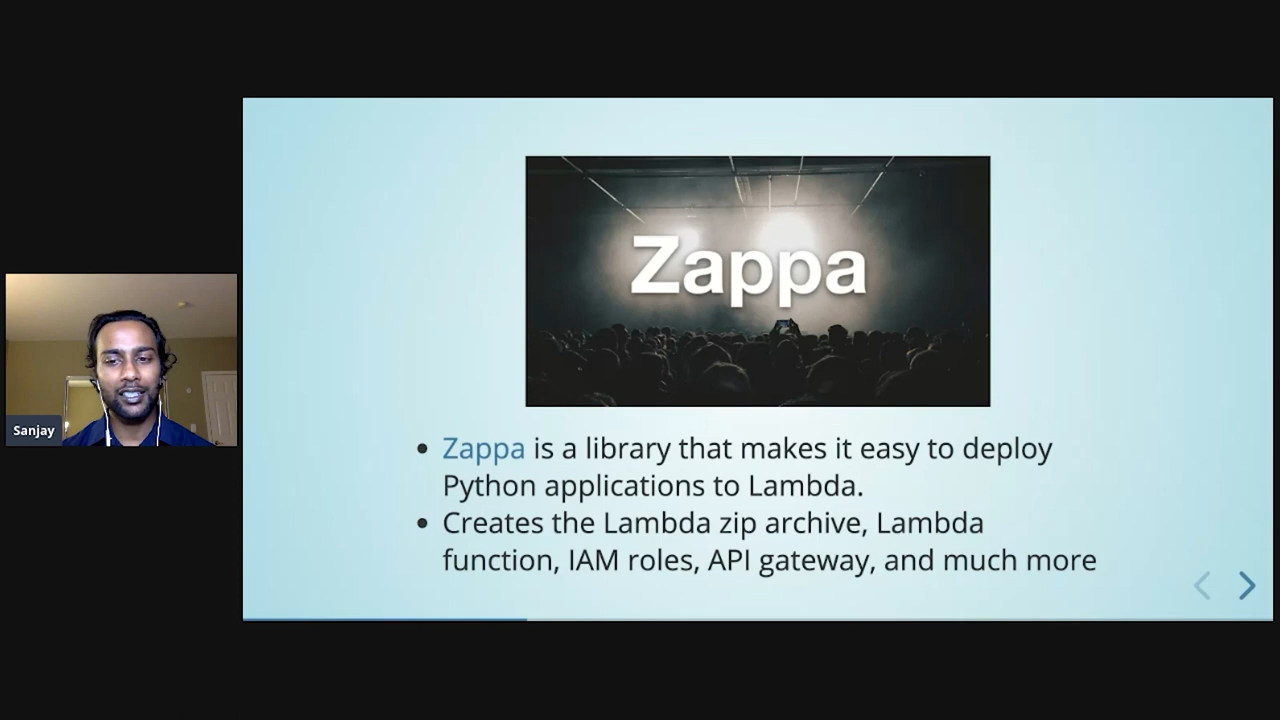 Zappa
Sanjay
Zappa is a library that makes it easy to deploy
Python applications to Lambda.
Creates the Lambda zip archive, Lambda
function, IAM roles, API gateway, and much more